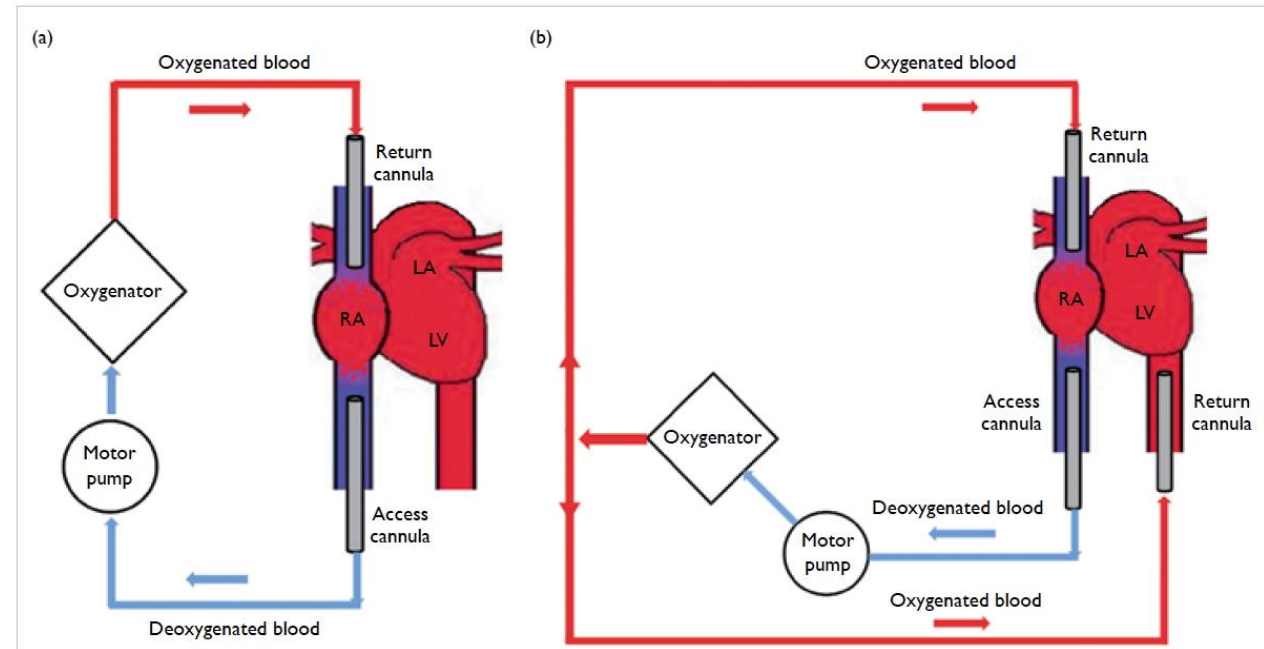 (a)
Oxygenated blood
Return
cannula
LA
Oxygenator
RA
LV
Motor
pump
Access
cannula
Deoxygenated blood
(b)
Oxygenated blood
Return
cannula
LA
RA
LV
Access
cannula
Return
cannula
Oxygenator
Deoxygenated blood
Motor
pump
Oxygenated blood